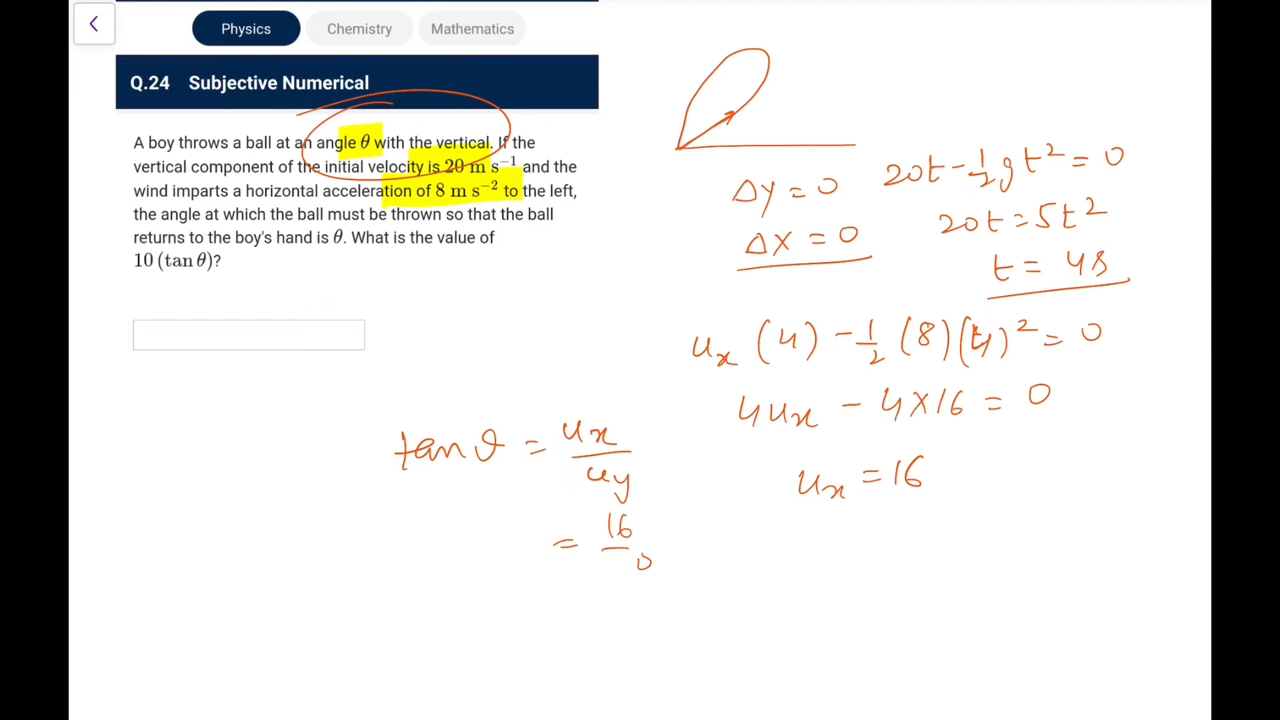 Physics
Chemistry
Mathematics
Q.24 Subjective Numerical
A boy throws a ball at an angle θ with the vertical. If the
vertical component of the initial velocity is 20 m s⁻¹ and the
wind imparts a horizontal acceleration of 8 m s⁻² to the left,
the angle at which the ball must be thrown so that the ball
returns to the boy's hand is θ. What is the value of
10 (tan θ)?
Δy = 0
Δx = 0
20t - 1/2 gt² = 0
20t = 5t²
t = 4s
uₓ (4) - 1/2 (8)(4)² = 0
4uₓ - 4×16 = 0
uₓ = 16
tan θ = uₓ/uᵧ
= 16/ 0